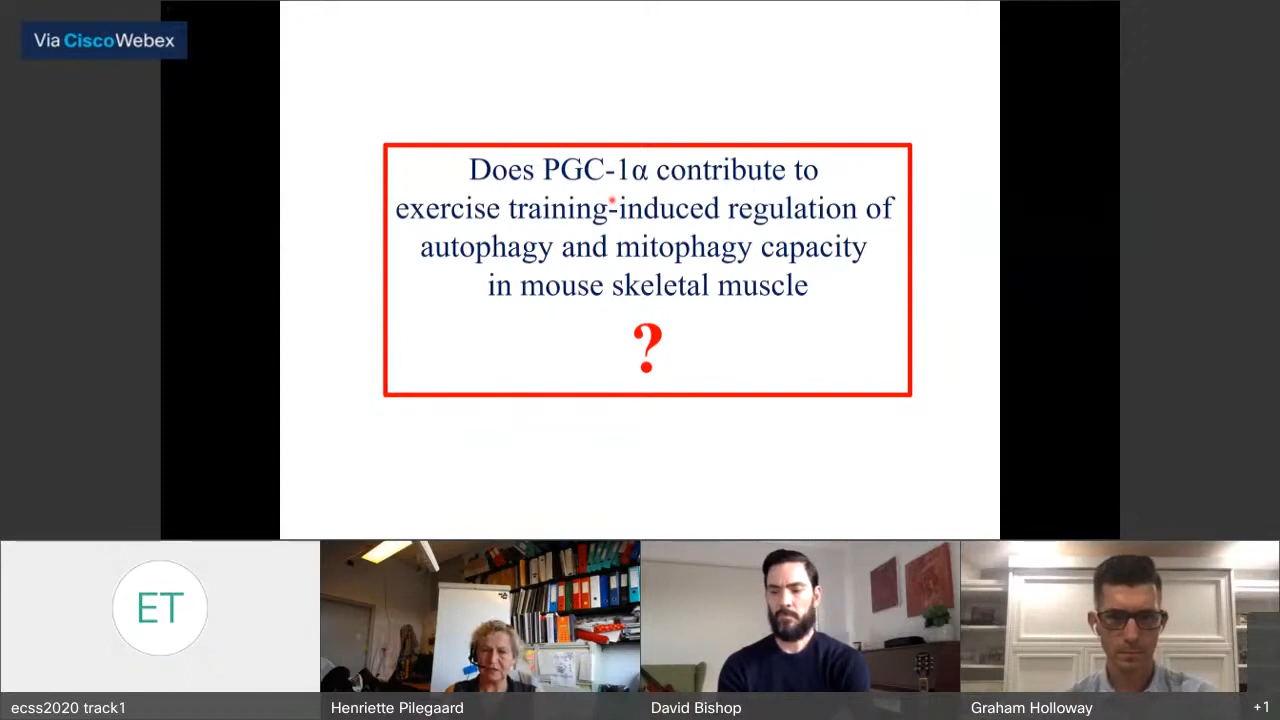 Via CiscoWebex
Does PGC-1α contribute to
exercise training-induced regulation of
autophagy and mitophagy capacity
in mouse skeletal muscle
?
ET
ecss2020 track1
Henriette Pilegaard
David Bishop
Graham Holloway
+1